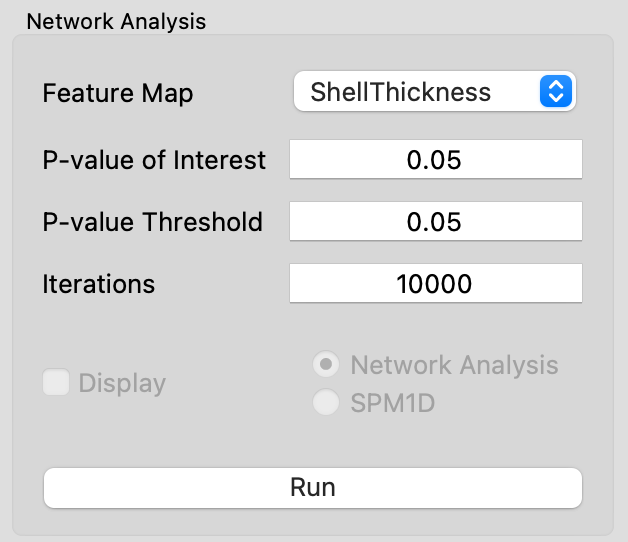 Network Analysis
Feature Map ShellThickness
P-value of Interest 0.05
P-value Threshold 0.05
Iterations 10000
Display
Network Analysis
SPM1D
Run